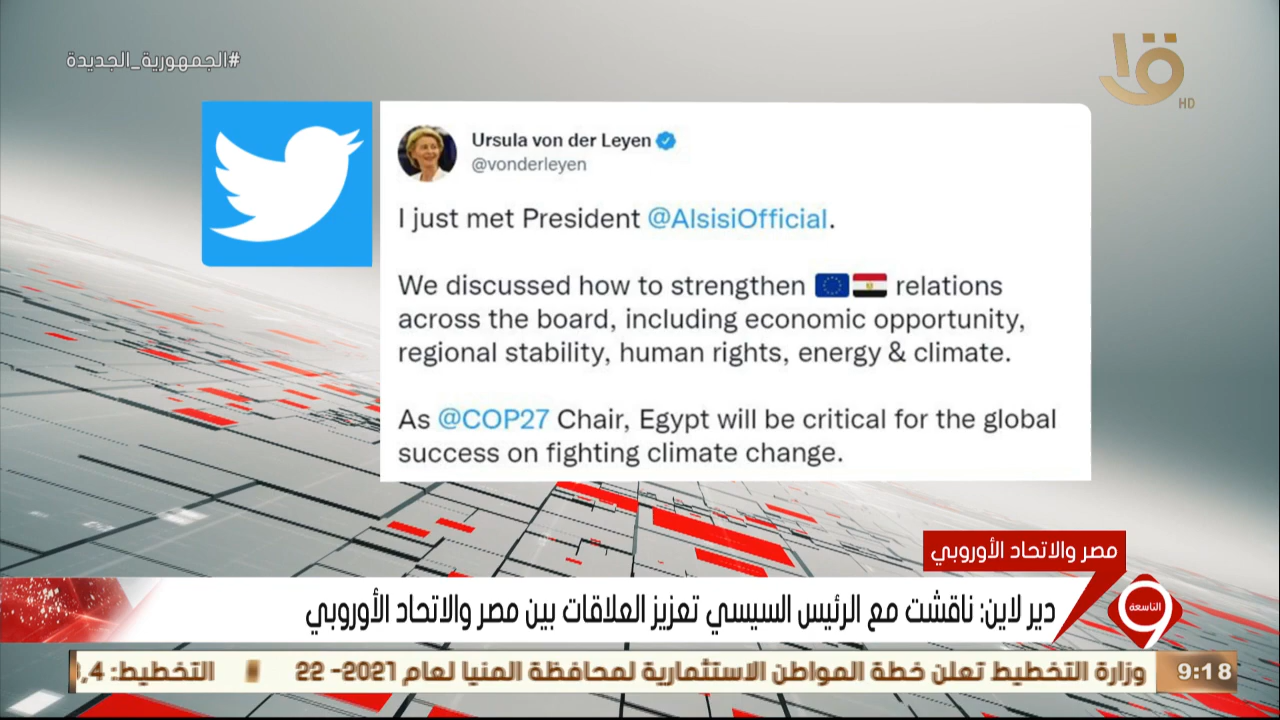 #الجمهورية_الجديدة
HD
Ursula von der Leyen
@vonderleyen
I just met President @AlsisiOfficial.
We discussed how to strengthen 🇪🇺🇪🇬 relations
across the board, including economic opportunity,
regional stability, human rights, energy & climate.
As @COP27 Chair, Egypt will be critical for the global
success on fighting climate change.
مصر والاتحاد الأوروبي
التاسعة
دير لاين: ناقشت مع الرئيس السيسي تعزيز العلاقات بين مصر والاتحاد الأوروبي
9:18
وزارة التخطيط تعلن خطة المواطن الاستثمارية لمحافظة المنيا لعام 2021- 22
التخطيط: 4,